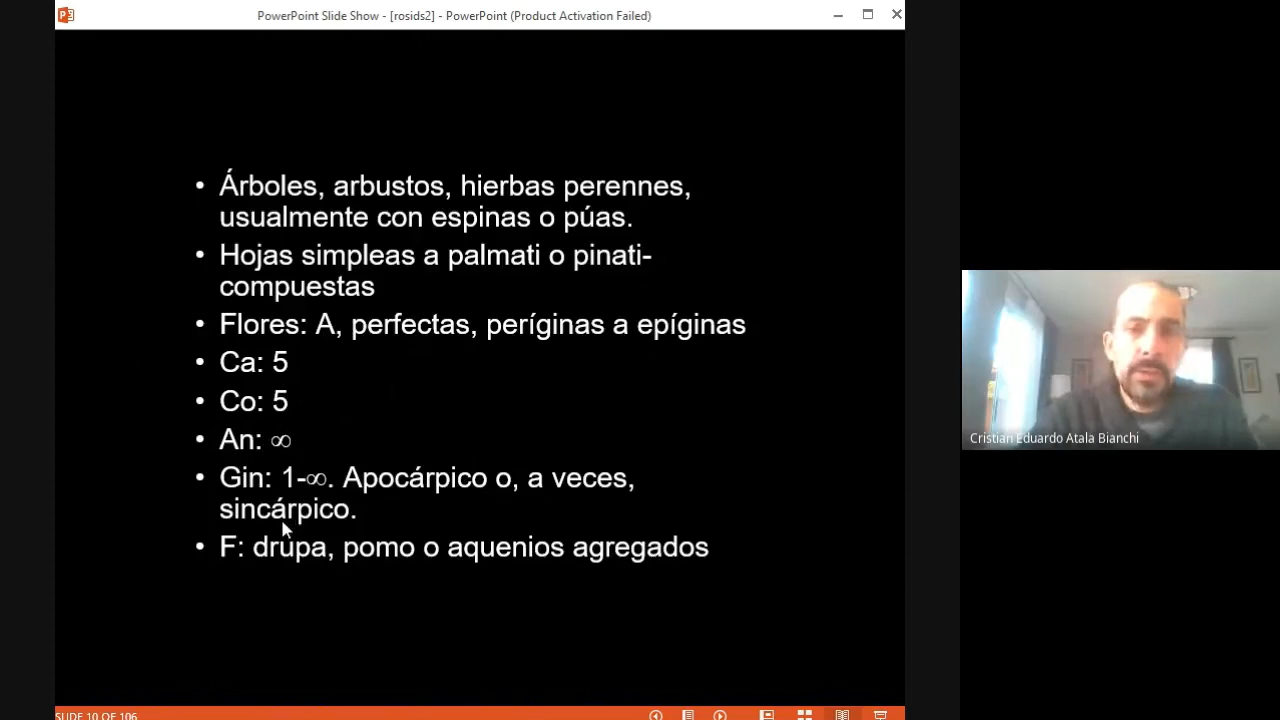 PowerPoint Slide Show - [rosids2] - PowerPoint (Product Activation Failed)
• Árboles, arbustos, hierbas perennes,
usualmente con espinas o púas.
• Hojas simpleas a palmati o pinati-
compuestas
• Flores: A, perfectas, períginas a epíginas
• Ca: 5
• Co: 5
• An: ∞
• Gin: 1-∞. Apocárpico o, a veces,
sincárpico.
• F: drupa, pomo o aquenios agregados
Cristian Eduardo Atala Bianchi
SLIDE 10 OF 106